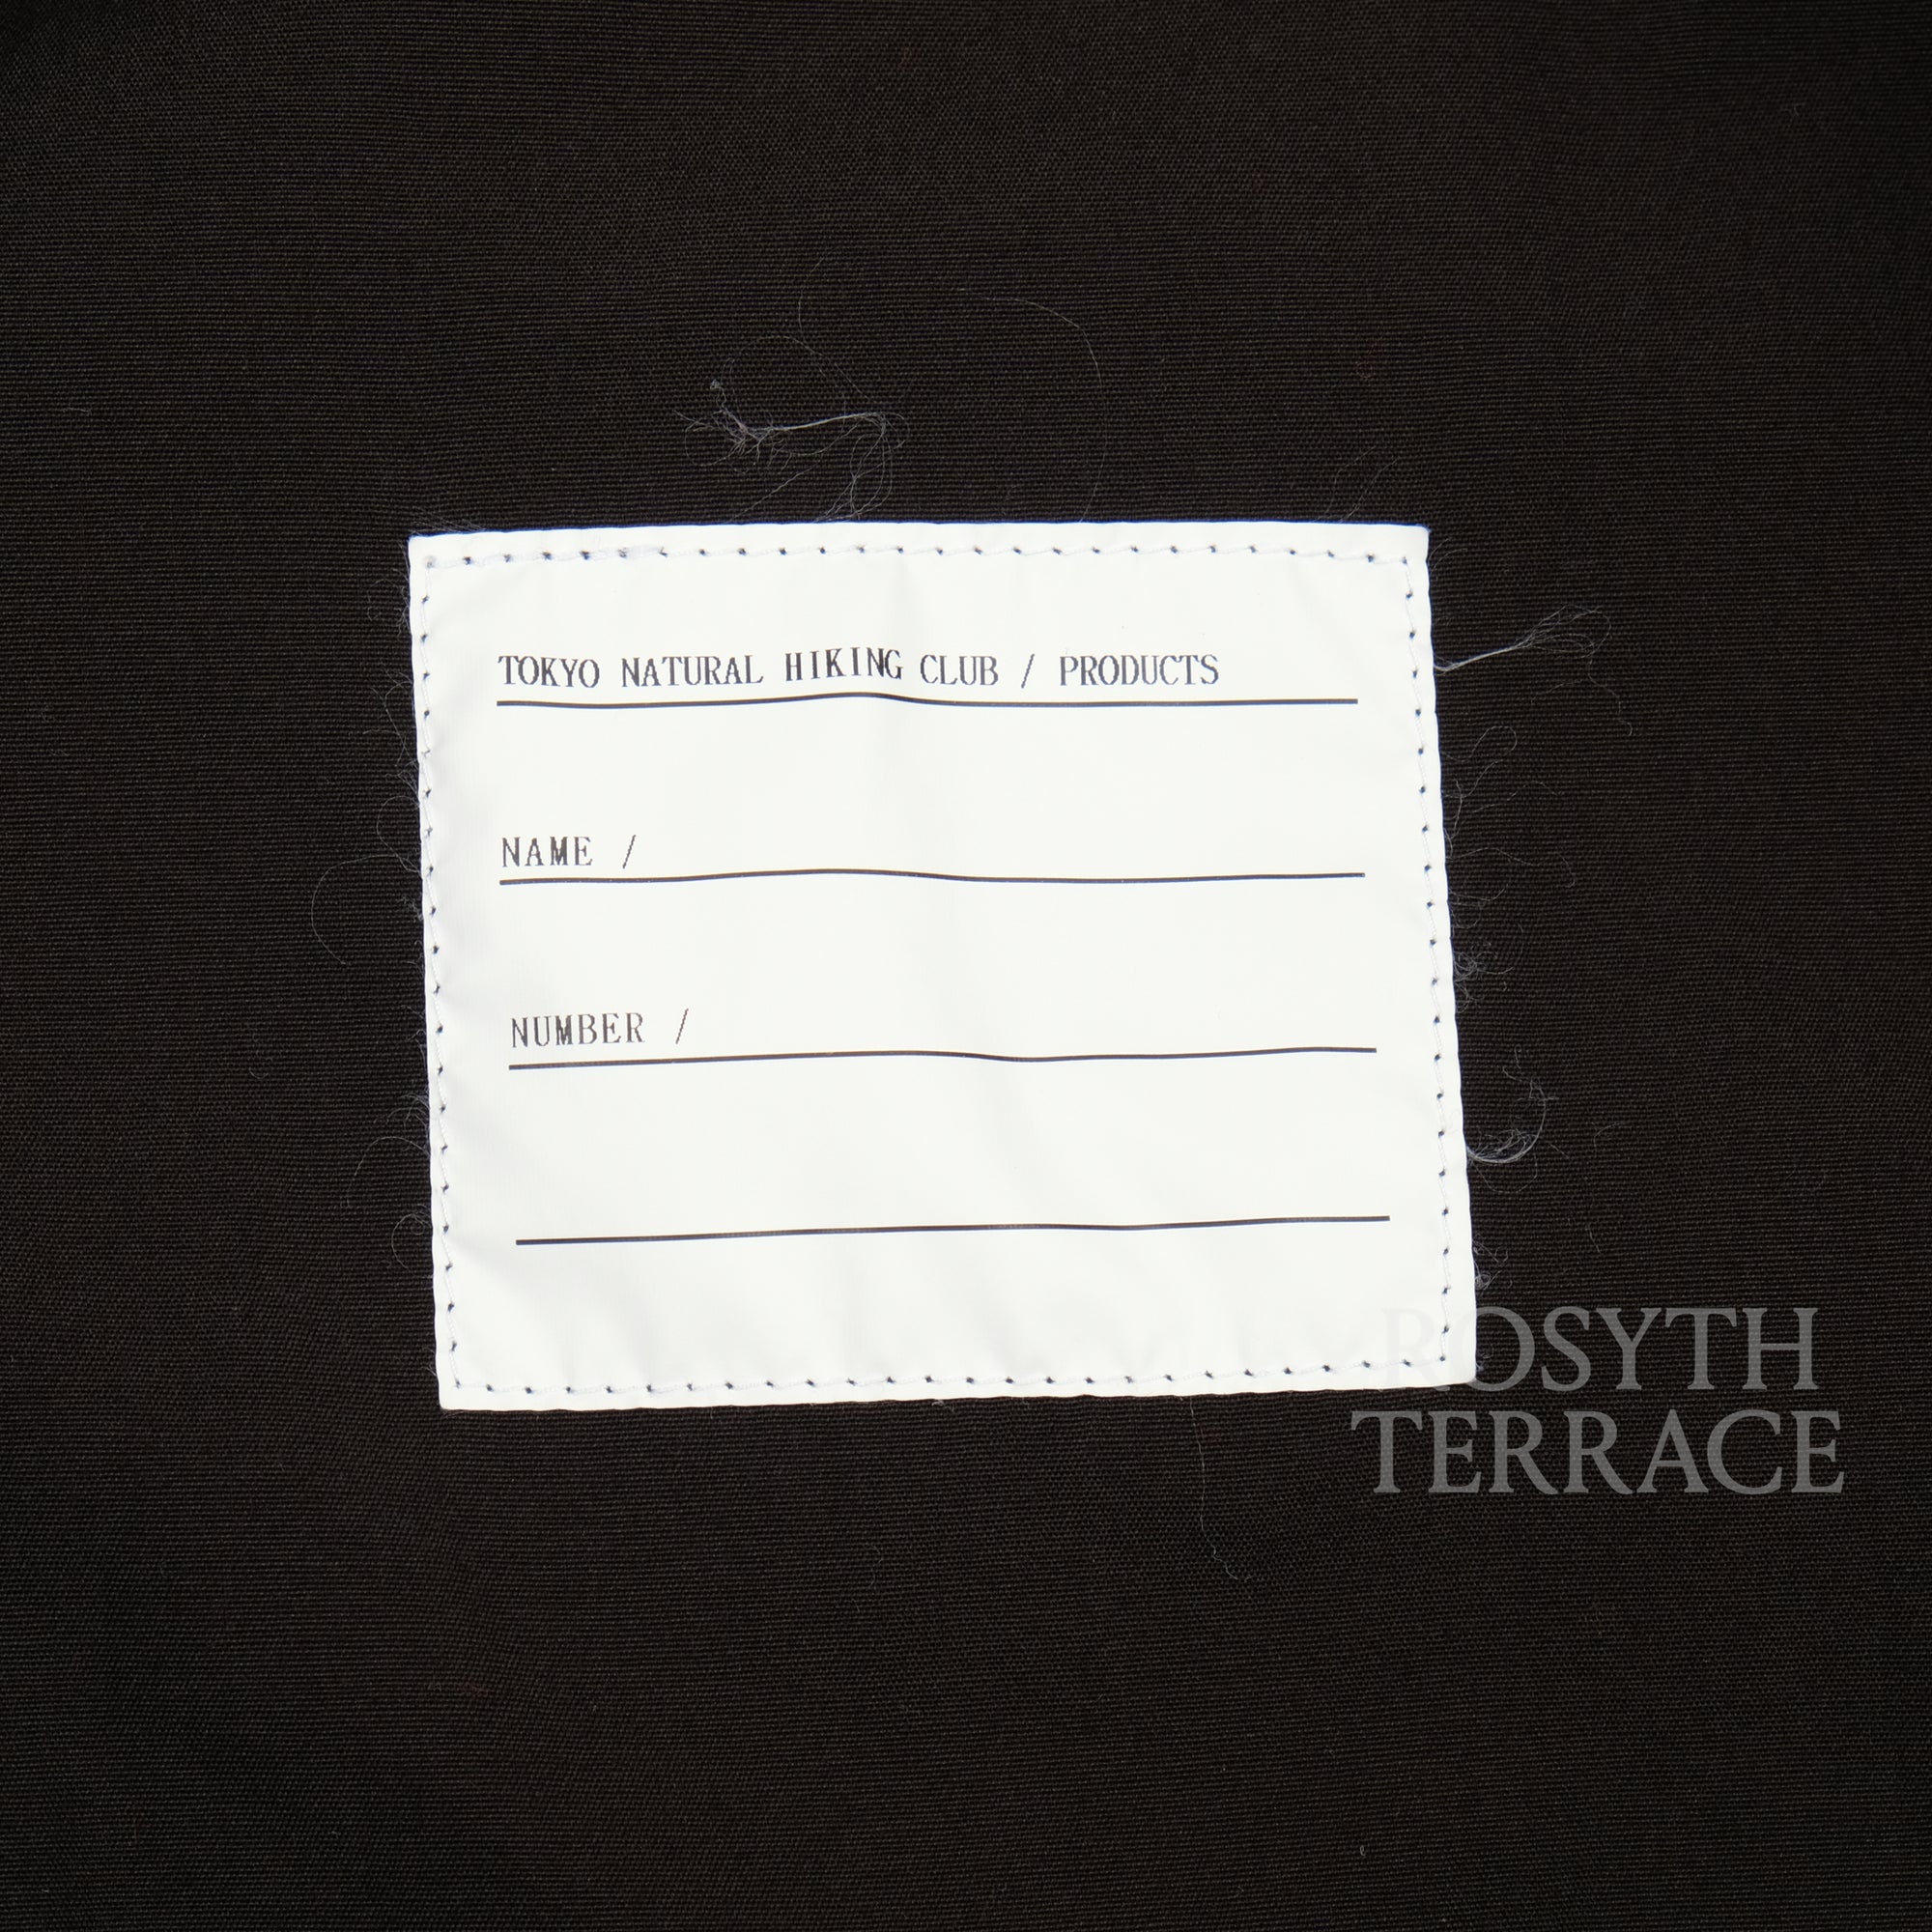 TOKYO NATURAL HIKING CLUB / PRODUCTS
NAME /
NUMBER /
ROSYTH
TERRACE